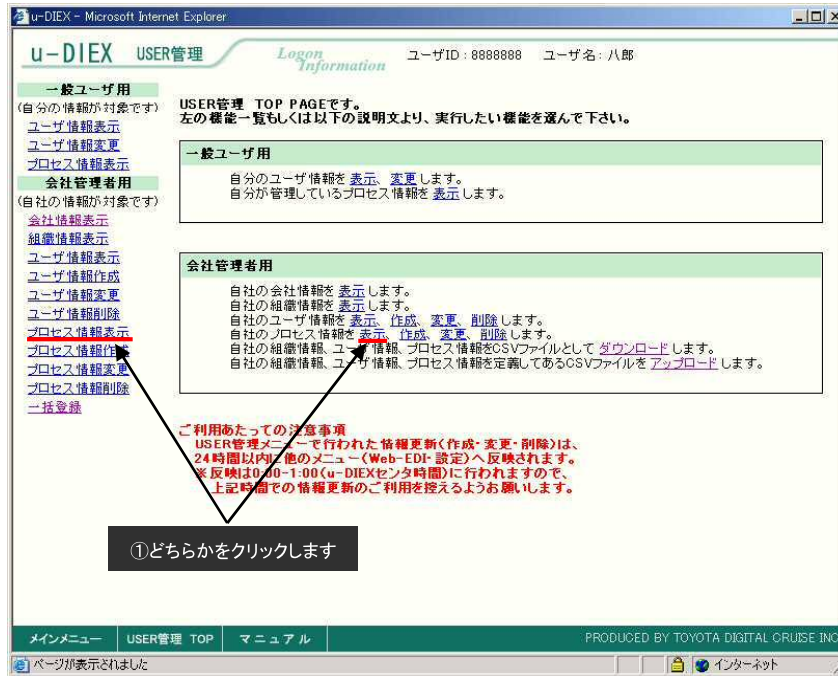 u-DIEX - Microsoft Internet Explorer
u-DIEX USER管理 Logon Information ユーザID：8888888 ユーザ名：八郎
一般ユーザ用
(自分の情報が対象です)
ユーザ情報表示
ユーザ情報変更
プロセス情報表示
会社管理者用
(自社の情報が対象です)
会社情報表示
組織情報表示
ユーザ情報表示
ユーザ情報作成
ユーザ情報変更
ユーザ情報削除
プロセス情報表示
プロセス情報作成
プロセス情報変更
プロセス情報削除
一括登録
USER管理 TOP PAGEです。
左の機能一覧もしくは以下の説明文より、実行したい機能を選んで下さい。
一般ユーザ用
自分のユーザ情報を 表示、変更 します。
自分が管理しているプロセス情報を 表示 します。
会社管理者用
自社の会社情報を 表示 します。
自社の組織情報を 表示 します。
自社のユーザ情報を 表示、作成、変更、削除 します。
自社のプロセス情報を 表示、作成、変更、削除 します。
自社の組織情報、ユーザ情報、プロセス情報をCSVファイルとして ダウンロード します。
自社の組織情報、ユーザ情報、プロセス情報を定義してあるCSVファイルを アップロード します。
ご利用あたっての注意事項
USER管理メニューで行われた情報更新(作成・変更・削除)は、
24時間以内に他のメニュー(Web-EDI・設定)へ反映されます。
※反映は0:00-1:00(u-DIEXセンタ時間)に行われますので、
上記時間での情報更新のご利用を控えるようお願いします。
①どちらかをクリックします
メインメニュー USER管理 TOP マニュアル PRODUCED BY TOYOTA DIGITAL CRUISE INC
ページが表示されました インターネット